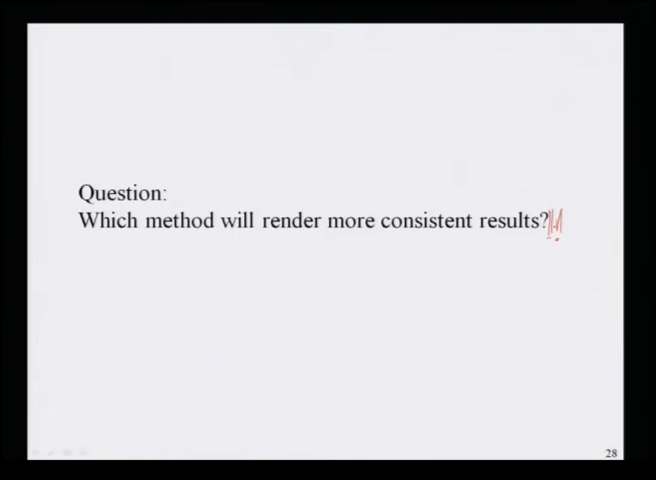 Question:
Which method will render more consistent results?
28